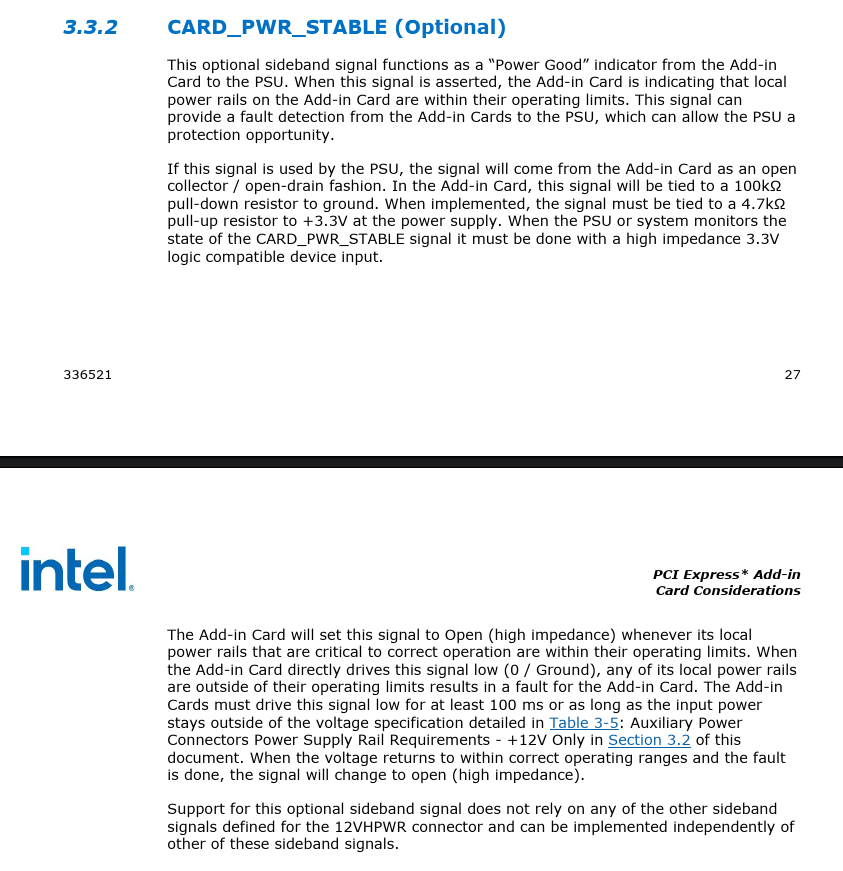 3.3.2 CARD_PWR_STABLE (Optional)
This optional sideband signal functions as a “Power Good” indicator from the Add-in
Card to the PSU. When this signal is asserted, the Add-in Card is indicating that local
power rails on the Add-in Card are within their operating limits. This signal can
provide a fault detection from the Add-in Cards to the PSU, which can allow the PSU a
protection opportunity.
If this signal is used by the PSU, the signal will come from the Add-in Card as an open
collector / open-drain fashion. In the Add-in Card, this signal will be tied to a 100kΩ
pull-down resistor to ground. When implemented, the signal must be tied to a 4.7kΩ
pull-up resistor to +3.3V at the power supply. When the PSU or system monitors the
state of the CARD_PWR_STABLE signal it must be done with a high impedance 3.3V
logic compatible device input.
336521 27
intel®
PCI Express* Add-in
Card Considerations
The Add-in Card will set this signal to Open (high impedance) whenever its local
power rails that are critical to correct operation are within their operating limits. When
the Add-in Card directly drives this signal low (0 / Ground), any of its local power rails
are outside of their operating limits results in a fault for the Add-in Card. The Add-in
Cards must drive this signal low for at least 100 ms or as long as the input power
stays outside of the voltage specification detailed in Table 3-5: Auxiliary Power
Connectors Power Supply Rail Requirements - +12V Only in Section 3.2 of this
document. When the voltage returns to within correct operating ranges and the fault
is done, the signal will change to open (high impedance).
Support for this optional sideband signal does not rely on any of the other sideband
signals defined for the 12VHPWR connector and can be implemented independently of
other of these sideband signals.